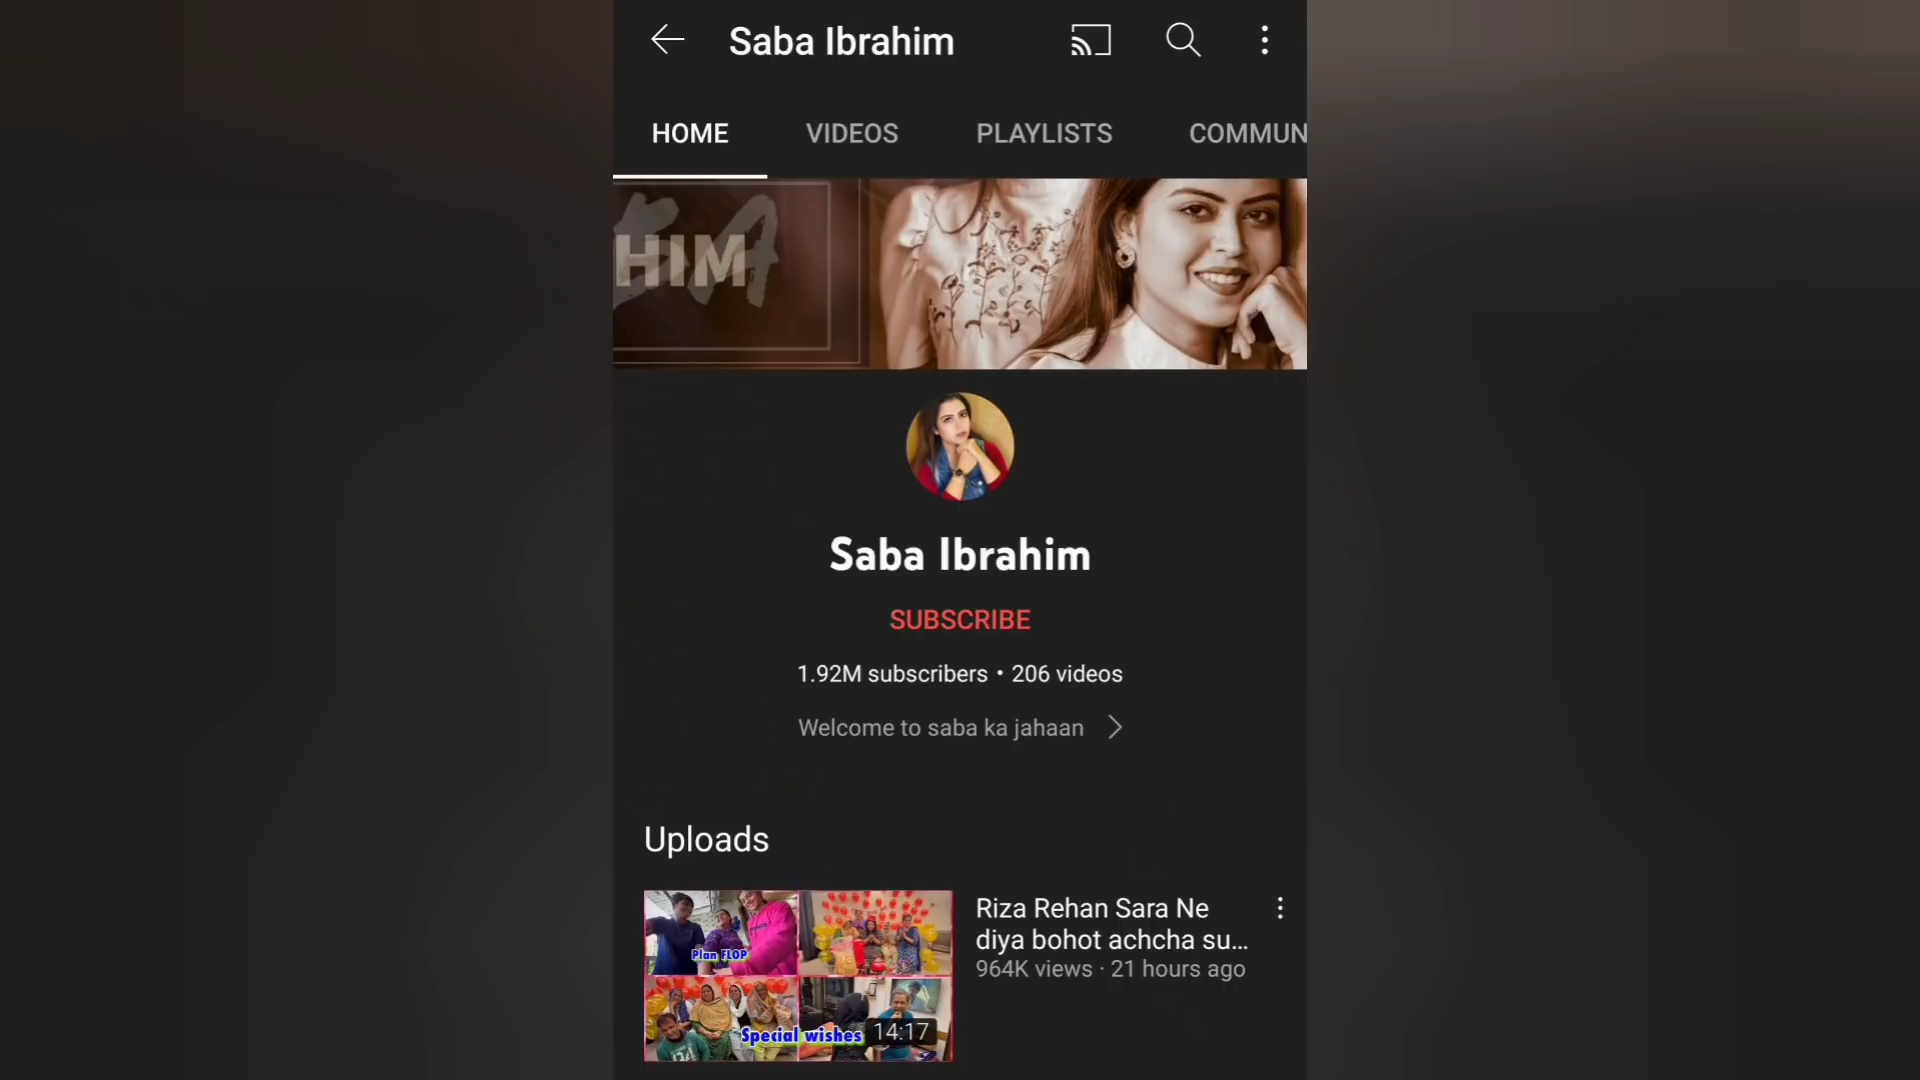 Saba Ibrahim
HOME
VIDEOS
PLAYLISTS
COMMUN
HIM
Saba Ibrahim
SUBSCRIBE
1.92M subscribers • 206 videos
Welcome to saba ka jahaan
Uploads
Plan FLOP
Special wishes
14:17
Riza Rehan Sara Ne
diya bohot achcha su...
964K views · 21 hours ago